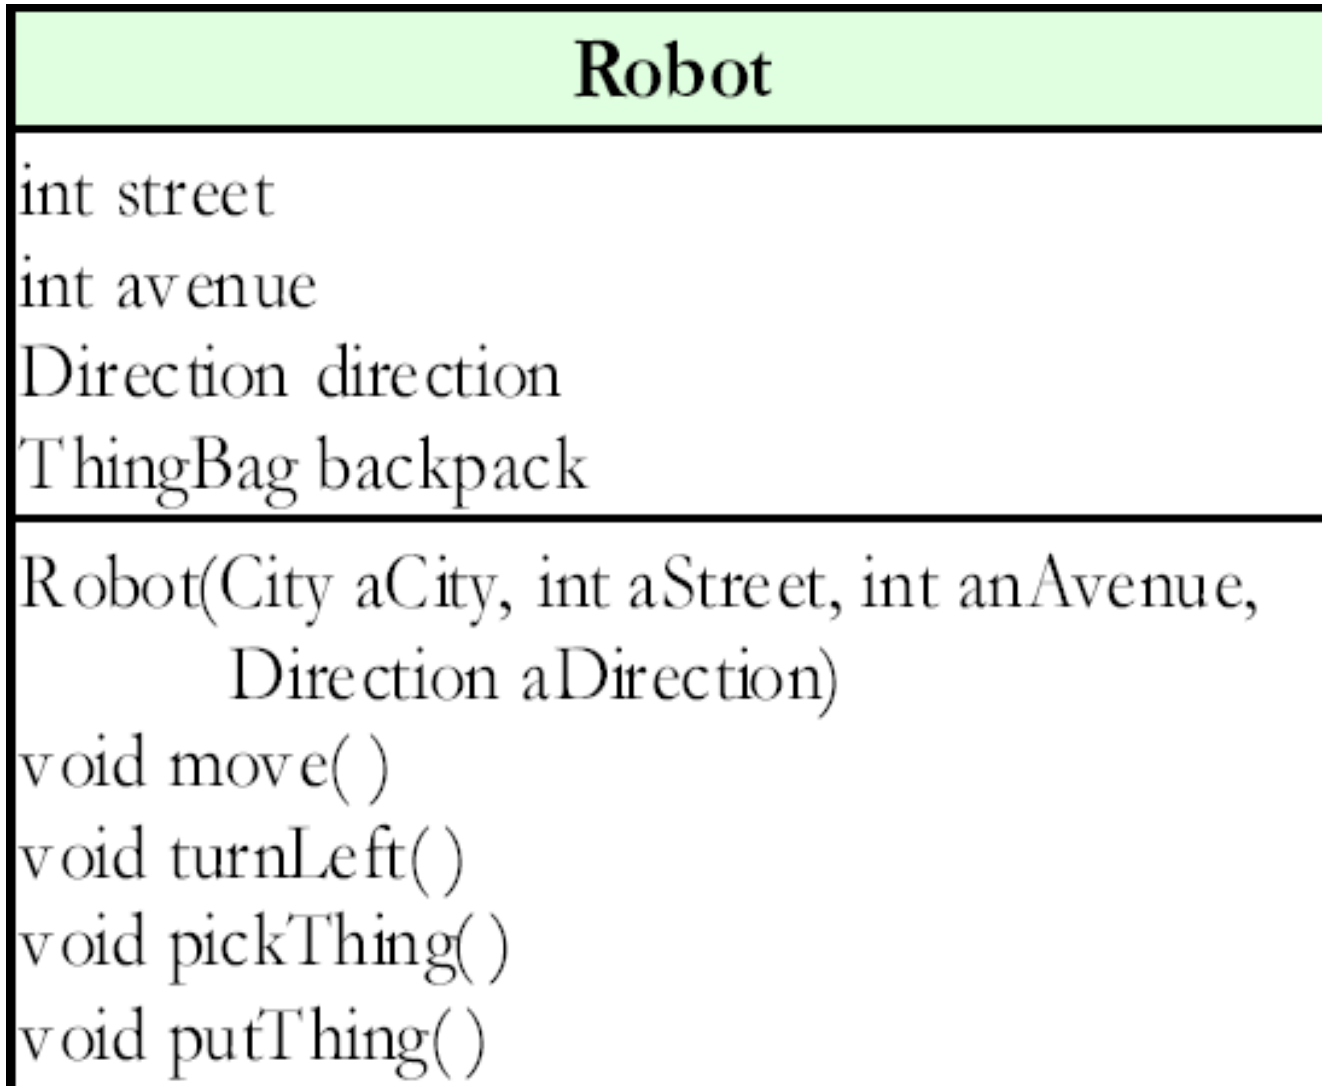 Robot
int street
int avenue
Direction direction
ThingBag backpack
Robot(City aCity, int aStreet, int anAvenue,
Direction aDirection)
void move()
void turnLeft()
void pickThing()
void putThing()